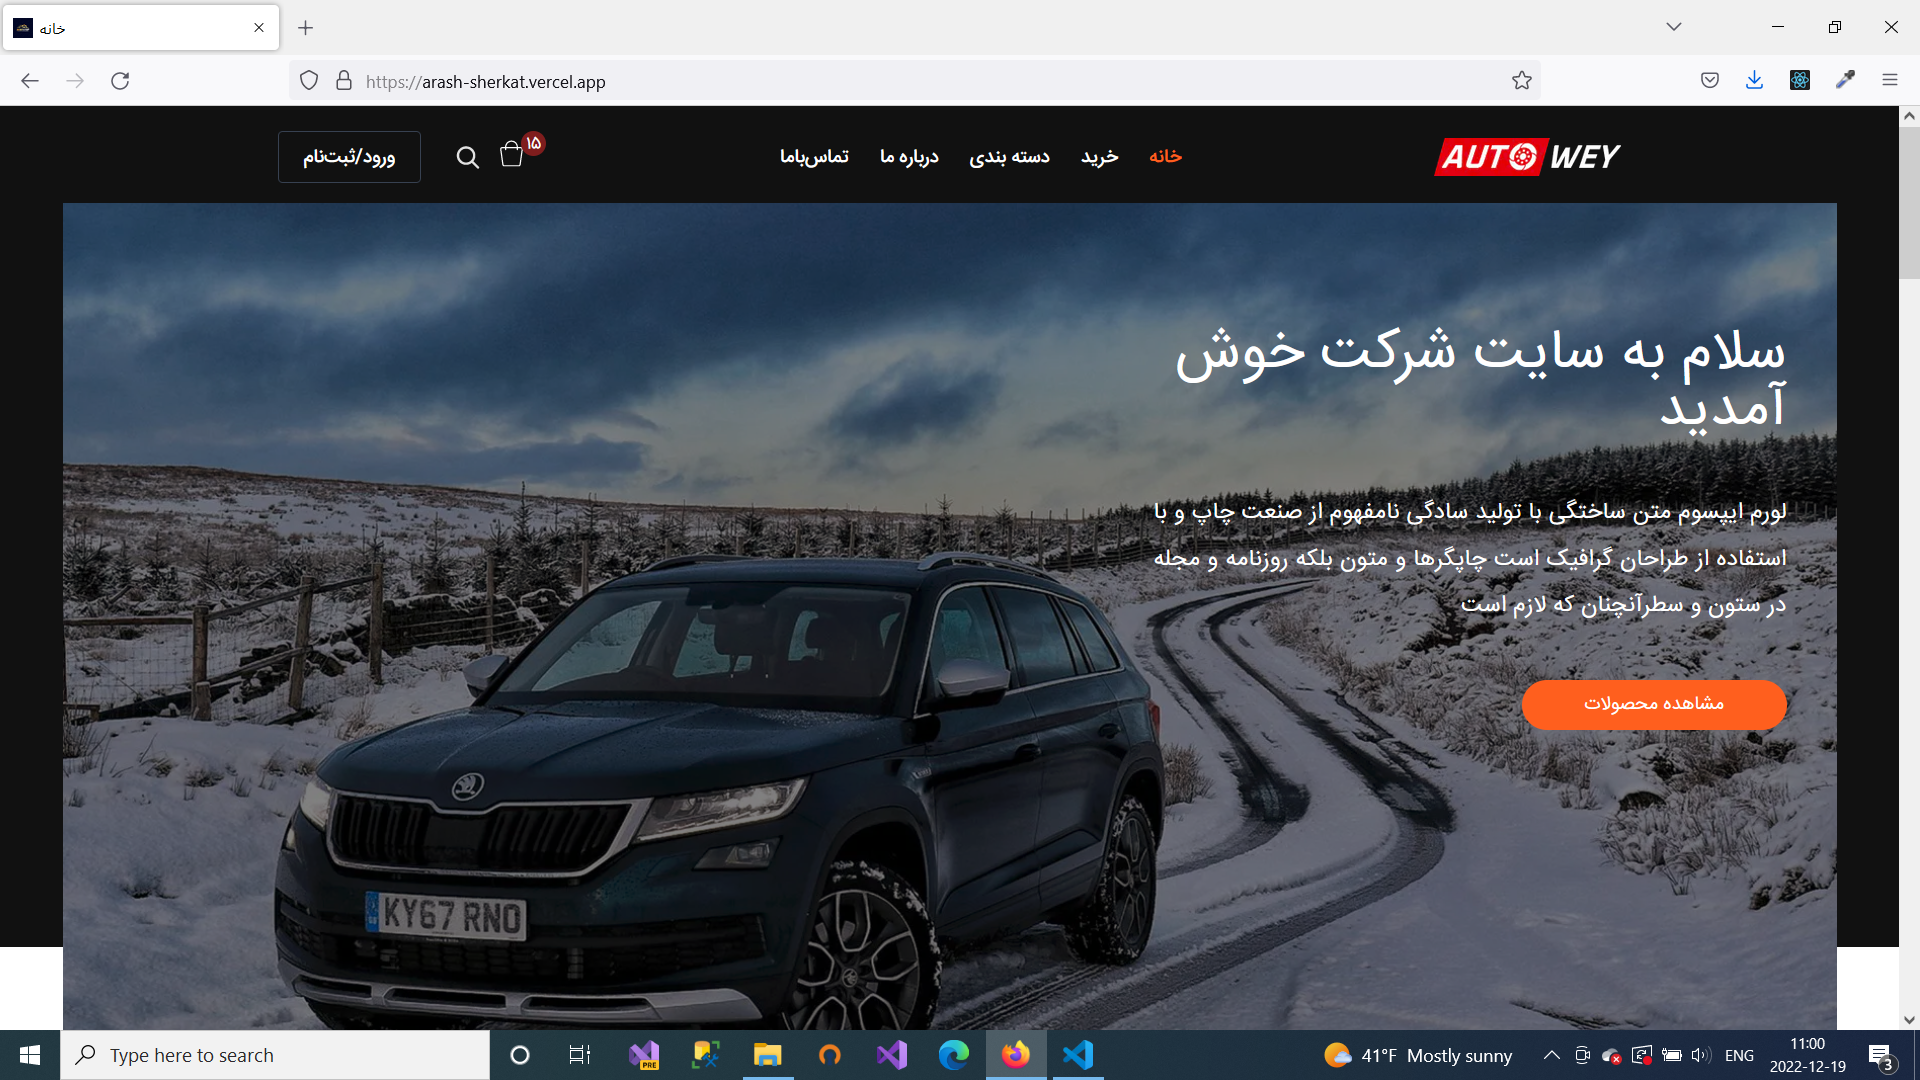 خانه
https://arash-sherkat.vercel.app
AUTO WEY
خانه
خرید
دسته بندی
درباره ما
تماس‌باما
۱۵
ورود/ثبت‌نام
سلام به سایت شرکت خوش
آمدید
لورم ایپسوم متن ساختگی با تولید سادگی نامفهوم از صنعت چاپ و با
استفاده از طراحان گرافیک است چاپگرها و متون بلکه روزنامه و مجله
در ستون و سطرآنچنان که لازم است
مشاهده محصولات
KY67 RNO
Type here to search
PRE
41°F Mostly sunny
ENG
11:00
2022-12-19
3